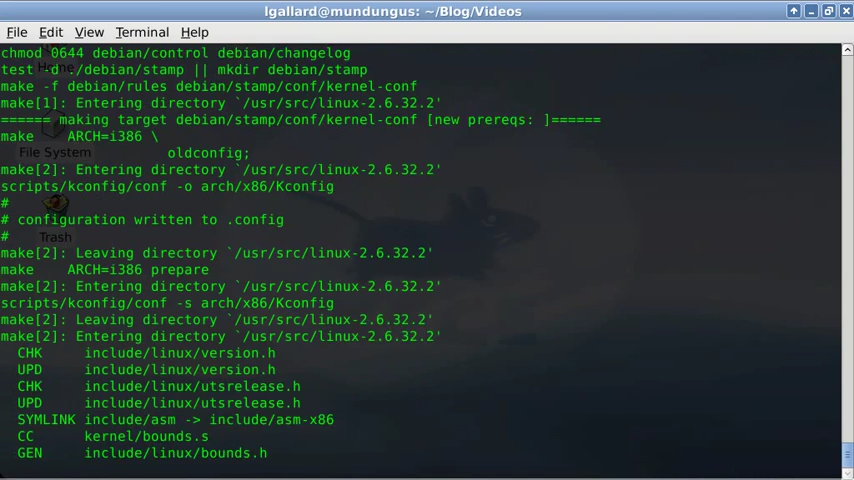 lgallard@mundungus: ~/Blog/Videos
File Edit View Terminal Help
chmod 0644 debian/control debian/changelog
test -d ./debian/stamp || mkdir debian/stamp
make -f debian/rules debian/stamp/conf/kernel-conf
make[1]: Entering directory `/usr/src/linux-2.6.32.2'
====== making target debian/stamp/conf/kernel-conf [new prereqs: ]======
make    ARCH=i386 \
                    oldconfig;
File System
make[2]: Entering directory `/usr/src/linux-2.6.32.2'
scripts/kconfig/conf -o arch/x86/Kconfig
#
# configuration written to .config
#
Trash
make[2]: Leaving directory `/usr/src/linux-2.6.32.2'
make    ARCH=i386 prepare
make[2]: Entering directory `/usr/src/linux-2.6.32.2'
scripts/kconfig/conf -s arch/x86/Kconfig
make[2]: Leaving directory `/usr/src/linux-2.6.32.2'
make[2]: Entering directory `/usr/src/linux-2.6.32.2'
  CHK     include/linux/version.h
  UPD     include/linux/version.h
  CHK     include/linux/utsrelease.h
  UPD     include/linux/utsrelease.h
  SYMLINK include/asm -> include/asm-x86
  CC      kernel/bounds.s
  GEN     include/linux/bounds.h